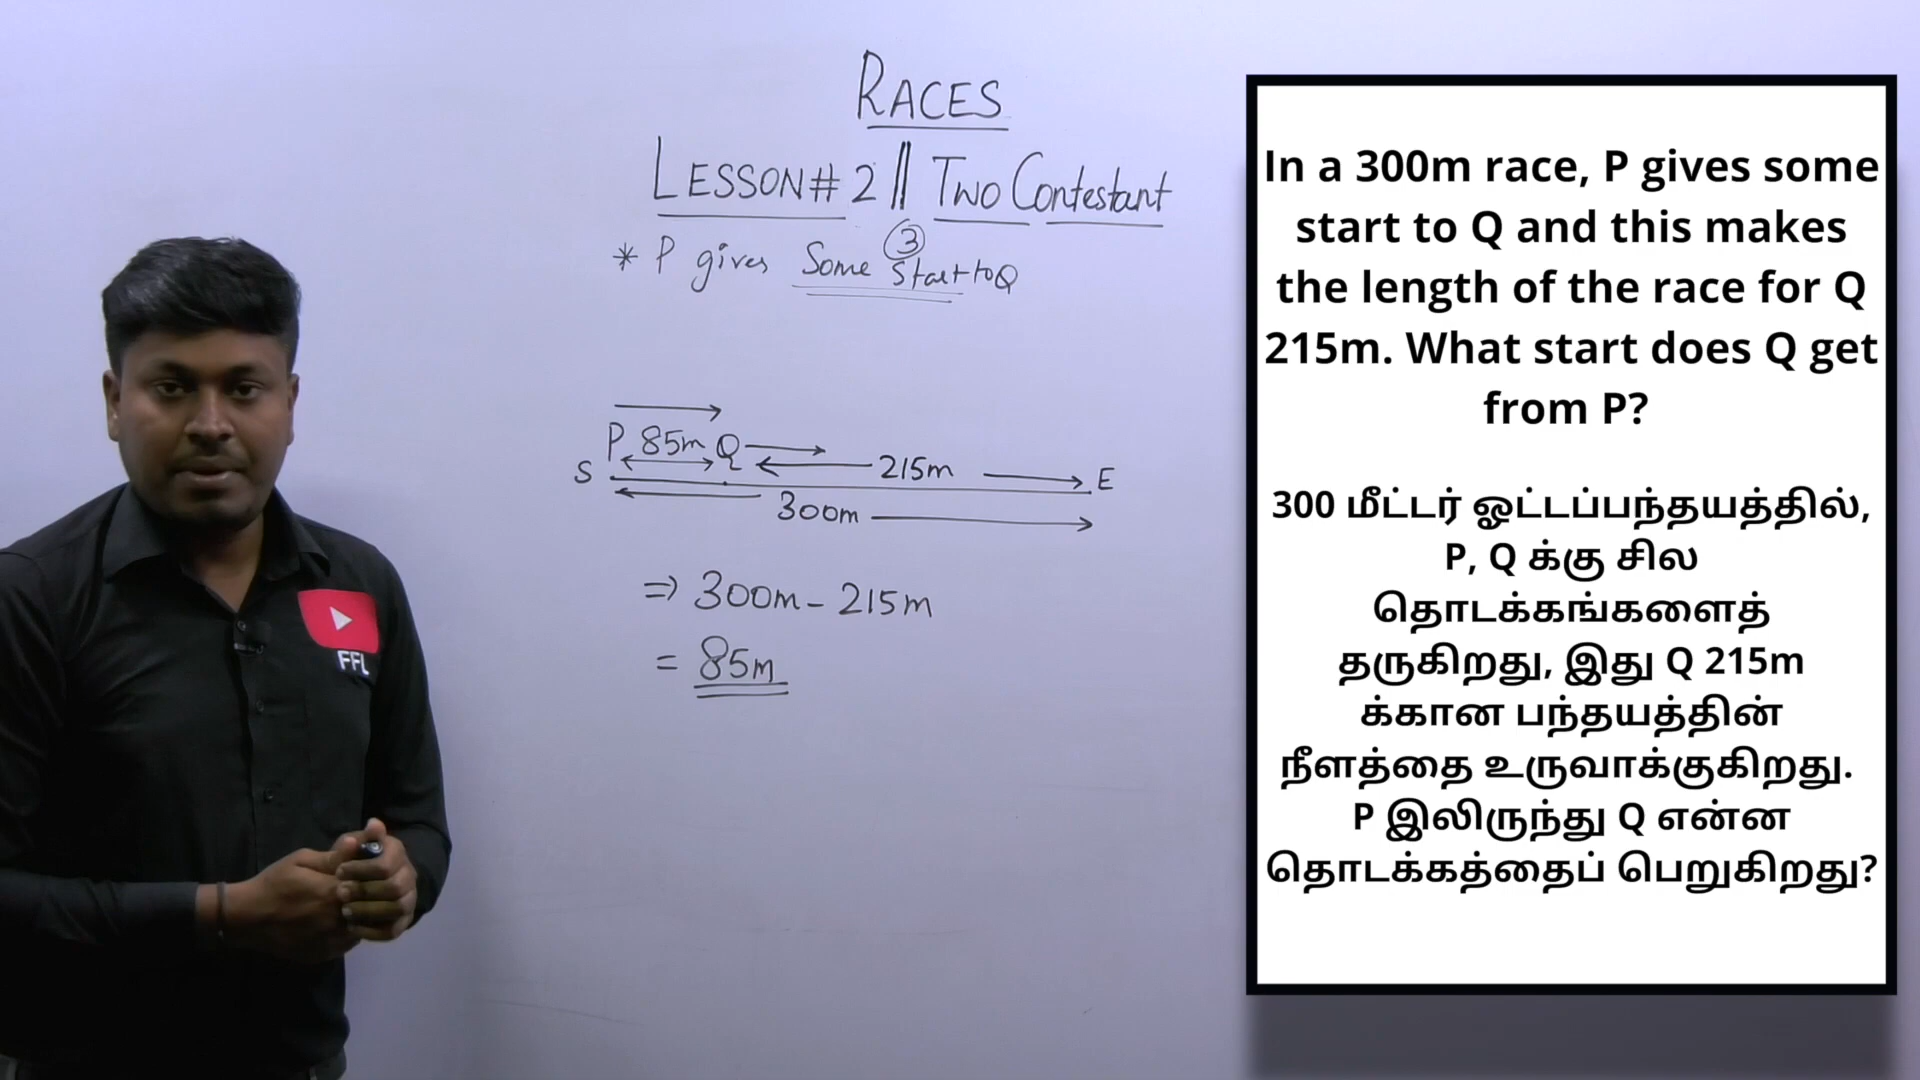 RACES
LESSON# 2 || Two Contestant
* P gives Some Start to Q
3
P 85m Q
S
215m
E
300m
⇒ 300m - 215m
= 85m
FFL
In a 300m race, P gives some
start to Q and this makes
the length of the race for Q
215m. What start does Q get
from P?
300 மீட்டர் ஓட்டப்பந்தயத்தில்,
P, Q க்கு சில
தொடக்கங்களைத்
தருகிறது, இது Q 215m
க்கான பந்தயத்தின்
நீளத்தை உருவாக்குகிறது.
P இலிருந்து Q என்ன
தொடக்கத்தைப் பெறுகிறது?